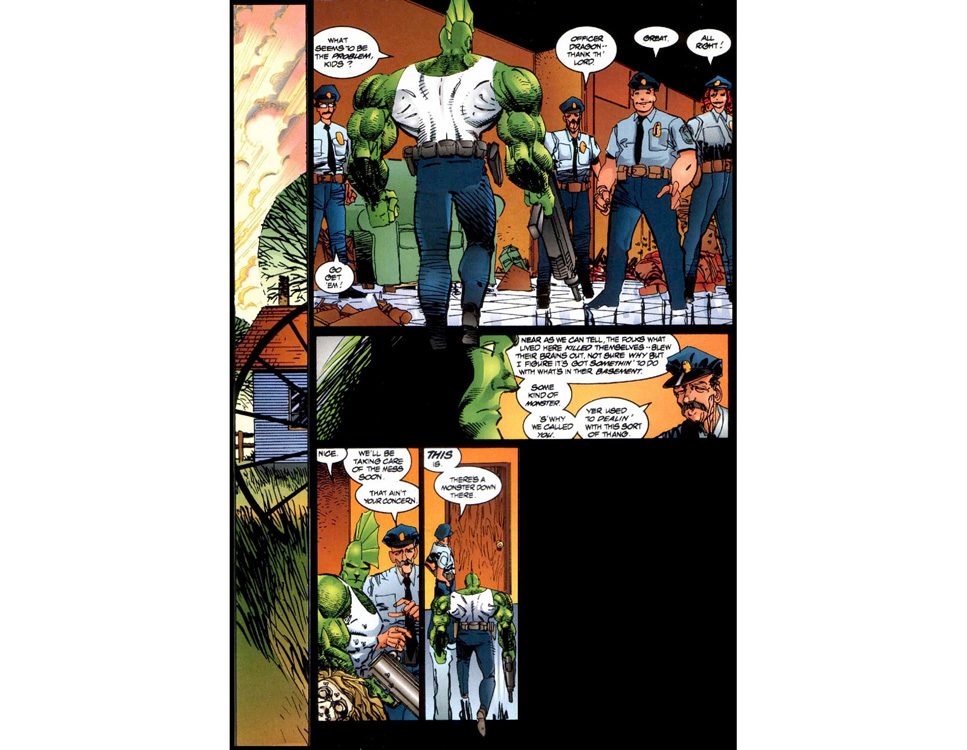 WHAT
SEEMS TO BE
THE PROBLEM,
KIDS?
OFFICER
DRAGON--
THANK TH'
LORD.
GREAT.
ALL
RIGHT!
GO
GET
'EM!
NEAR AS WE CAN TELL, THE FOLKS WHAT
LIVED HERE KILLED THEMSELVES--BLEW
THEIR BRAINS OUT. NOT SURE WHY BUT
I FIGURE IT'S GOT SOMETHIN' TO DO
WITH WHAT'S IN THEIR BASEMENT.
SOME
KIND OF
MONSTER.
'S' WHY
WE CALLED
YOU.
YER USED
TO DEALIN'
WITH THIS SORT
OF THANG.
NICE.
WE'LL BE
TAKING CARE
OF THE MESS
SOON.
THAT AIN'T
YOUR CONCERN.
THIS
IS.
THERE'S A
MONSTER DOWN
THERE.